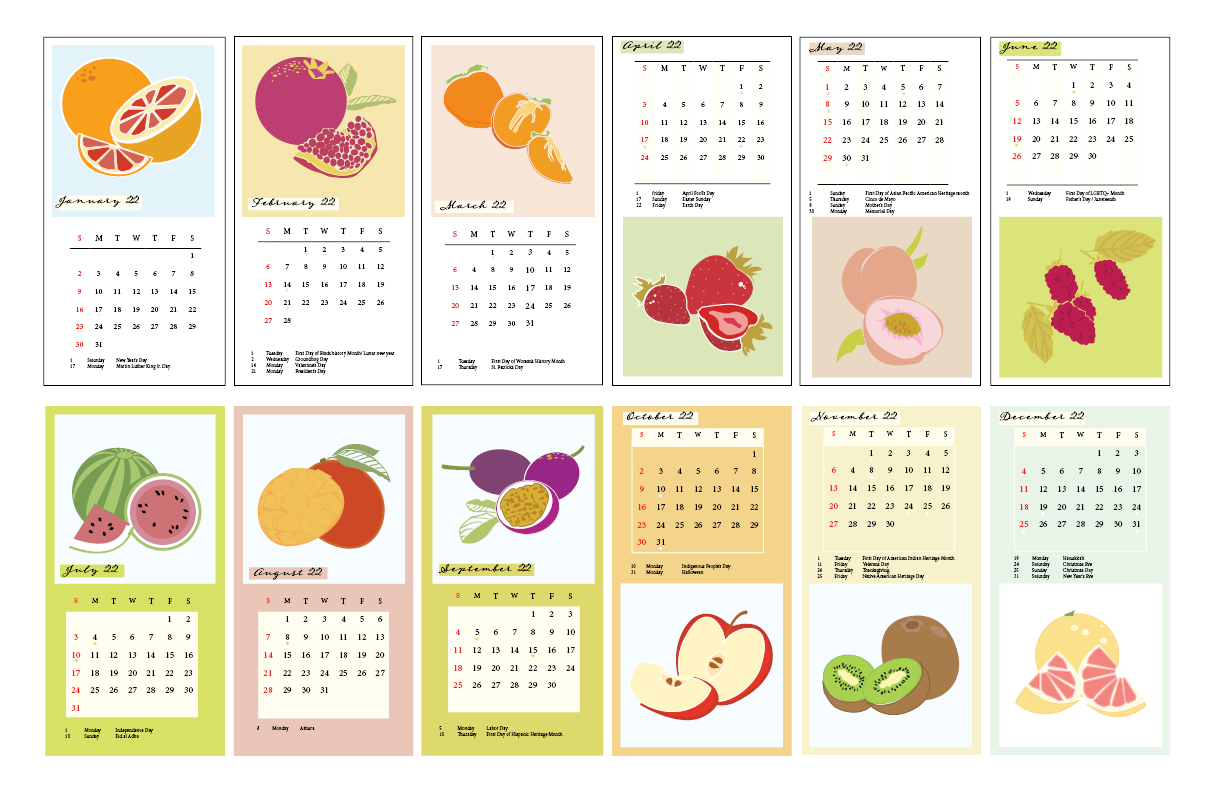 January 22
S M T W T F S
1
2 3 4 5 6 7 8
9 10 11 12 13 14 15
16 17 18 19 20 21 22
23 24 25 26 27 28 29
30 31
1 Saturday New Year's Day
17 Monday Martin Luther King Jr. Day
February 22
S M T W T F S
1 2 3 4 5
6 7 8 9 10 11 12
13 14 15 16 17 18 19
20 21 22 23 24 25 26
27 28
1 Tuesday First Day of Black history Month/ Lunar new year
2 Wednesday Groundhog Day
14 Monday Valentine's Day
21 Monday President's Day
March 22
S M T W T F S
1 2 3 4 5
6 7 8 9 10 11 12
13 14 15 16 17 18 19
20 21 22 23 24 25 26
27 28 29 30 31
1 Tuesday First Day of Women's History Month
17 Thursday St. Patrick's Day
April 22
S M T W T F S
1 2
3 4 5 6 7 8 9
10 11 12 13 14 15 16
17 18 19 20 21 22 23
24 25 26 27 28 29 30
1 friday April Fool's Day
17 Sunday Easter Sunday
22 Friday Earth Day
May 22
S M T W T F S
1 2 3 4 5 6 7
8 9 10 11 12 13 14
15 16 17 18 19 20 21
22 23 24 25 26 27 28
29 30 31
1 Sunday First Day of Asian Pacific American Heritage month
5 Thursday Cinco de Mayo
8 Sunday Mother's Day
30 Monday Memorial Day
June 22
S M T W T F S
1 2 3 4
5 6 7 8 9 10 11
12 13 14 15 16 17 18
19 20 21 22 23 24 25
26 27 28 29 30
1 Wednesday First Day of LGBTQ+ Month
19 Sunday Father's Day / Juneteenth
July 22
S M T W T F S
1 2
3 4 5 6 7 8 9
10 11 12 13 14 15 16
17 18 19 20 21 22 23
24 25 26 27 28 29 30
31
Monday Independence Day
10 Sunday Eid al Adha
August 22
S M T W T F S
1 2 3 4 5 6
7 8 9 10 11 12 13
14 15 16 17 18 19 20
21 22 23 24 25 26 27
28 29 30 31
8 Monday Ashura
September 22
S M T W T F S
1 2 3
4 5 6 7 8 9 10
11 12 13 14 15 16 17
18 19 20 21 22 23 24
25 26 27 28 29 30
5 Monday Labor Day
15 Thursday First Day of Hispanic Heritage Month
October 22
S M T W T F S
1
2 3 4 5 6 7 8
9 10 11 12 13 14 15
16 17 18 19 20 21 22
23 24 25 26 27 28 29
30 31
10 Monday Indigenous People's Day
31 Monday Halloween
November 22
S M T W T F S
1 2 3 4 5
6 7 8 9 10 11 12
13 14 15 16 17 18 19
20 21 22 23 24 25 26
27 28 29 30
1 Tuesday First Day of American Indian Heritage Month
11 Friday Veterans Day
24 Thursday Thanksgiving
25 Friday Native American Heritage Day
December 22
S M T W T F S
1 2 3
4 5 6 7 8 9 10
11 12 13 14 15 16 17
18 19 20 21 22 23 24
25 26 27 28 29 30 31
19 Monday Hanukkah
24 Saturday Christmas Eve
25 Sunday Christmas Day
31 Saturday New Year's Eve